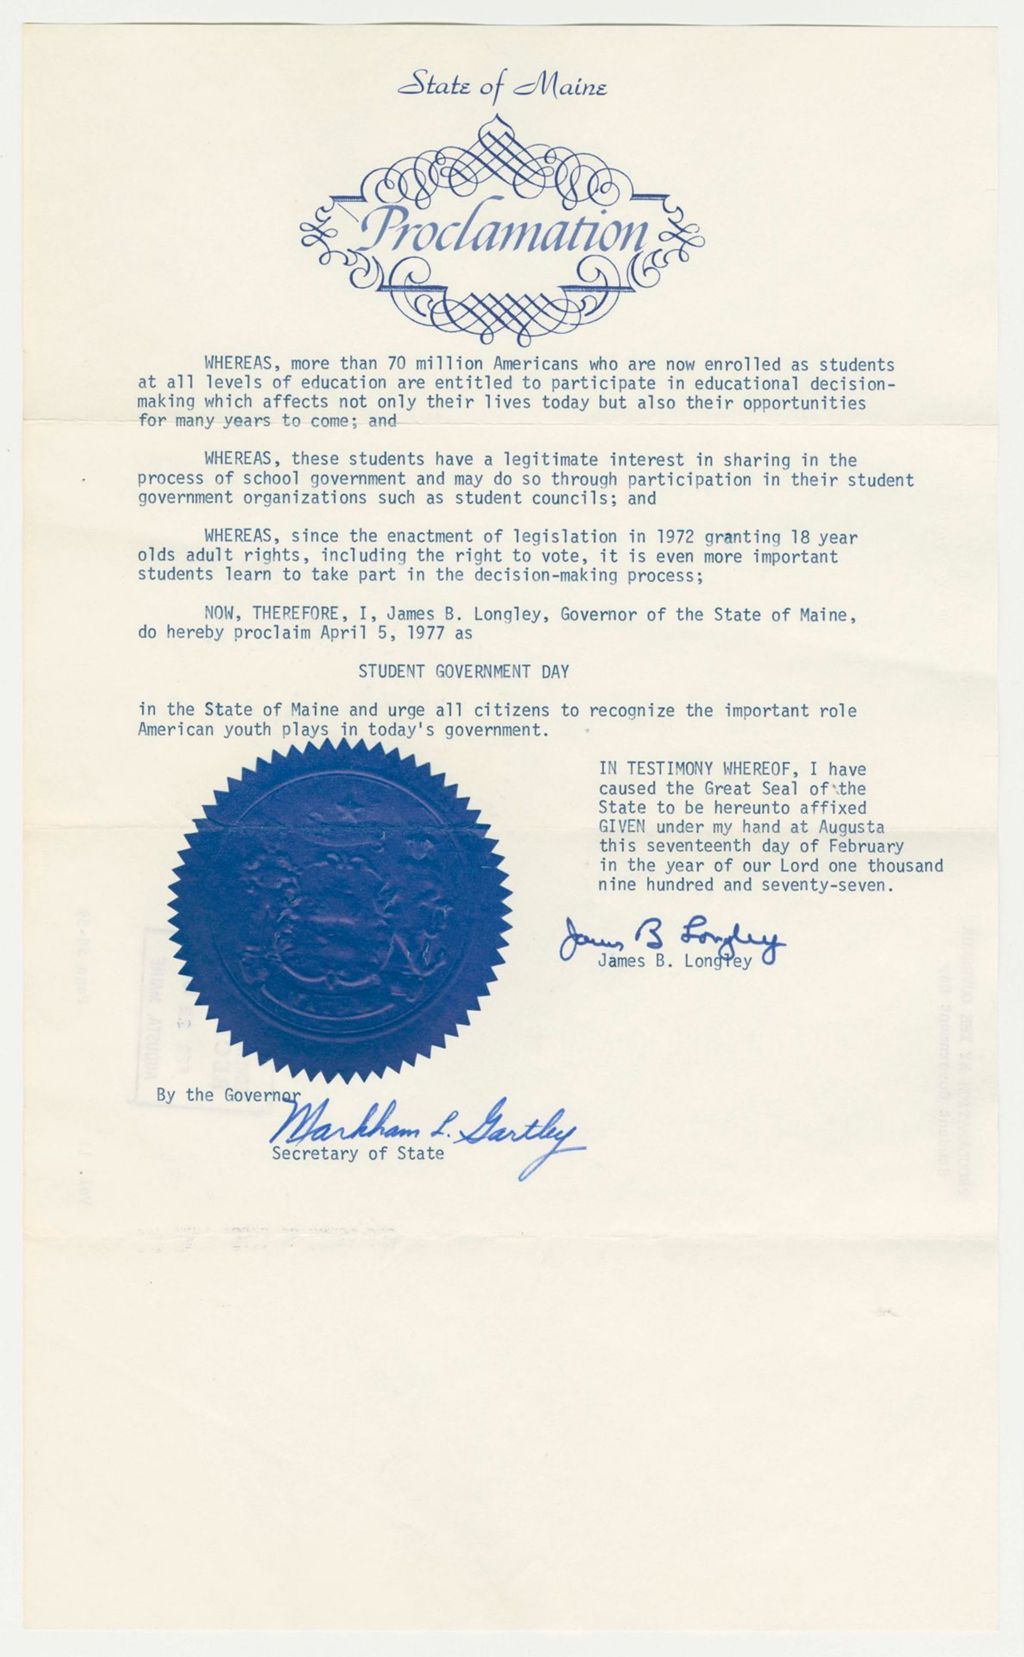 State of Maine
Proclamation
WHEREAS, more than 70 million Americans who are now enrolled as students
at all levels of education are entitled to participate in educational decision-
making which affects not only their lives today but also their opportunities
for many years to come; and
WHEREAS, these students have a legitimate interest in sharing in the
process of school government and may do so through participation in their student
government organizations such as student councils; and
WHEREAS, since the enactment of legislation in 1972 granting 18 year
olds adult rights, including the right to vote, it is even more important
students learn to take part in the decision-making process;
NOW, THEREFORE, I, James B. Longley, Governor of the State of Maine,
do hereby proclaim April 5, 1977 as
STUDENT GOVERNMENT DAY
in the State of Maine and urge all citizens to recognize the important role
American youth plays in today's government.
IN TESTIMONY WHEREOF, I have
caused the Great Seal of the
State to be hereunto affixed
GIVEN under my hand at Augusta
this seventeenth day of February
in the year of our Lord one thousand
nine hundred and seventy-seven.
James B Longley
James B. Longley
By the Governor
Markham L. Gartley
Secretary of State